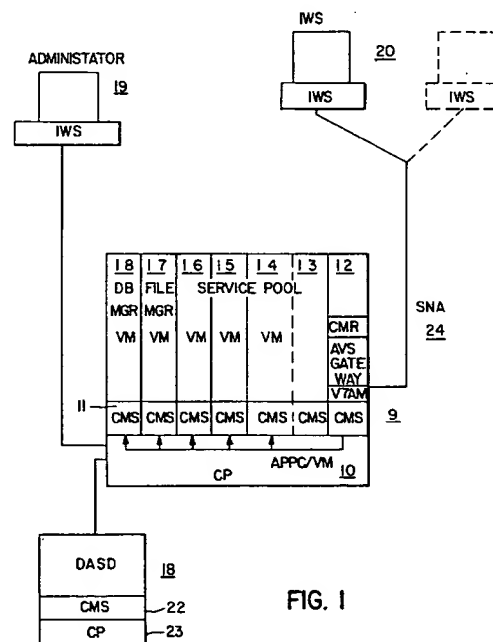 IWS
20
ADMINISTATOR
19
IWS
IWS
IWS
18 17 16 15 14 13 12
DB FILE SERVICE POOL
MGR MGR
VM VM VM VM VM
CMR
AVS
GATE
WAY
VTAM
SNA
24
11
CMS CMS CMS CMS CMS CMS CMS
9
APPC/VM
CP
10
DASD
18
CMS
22
CP
23
FIG. 1